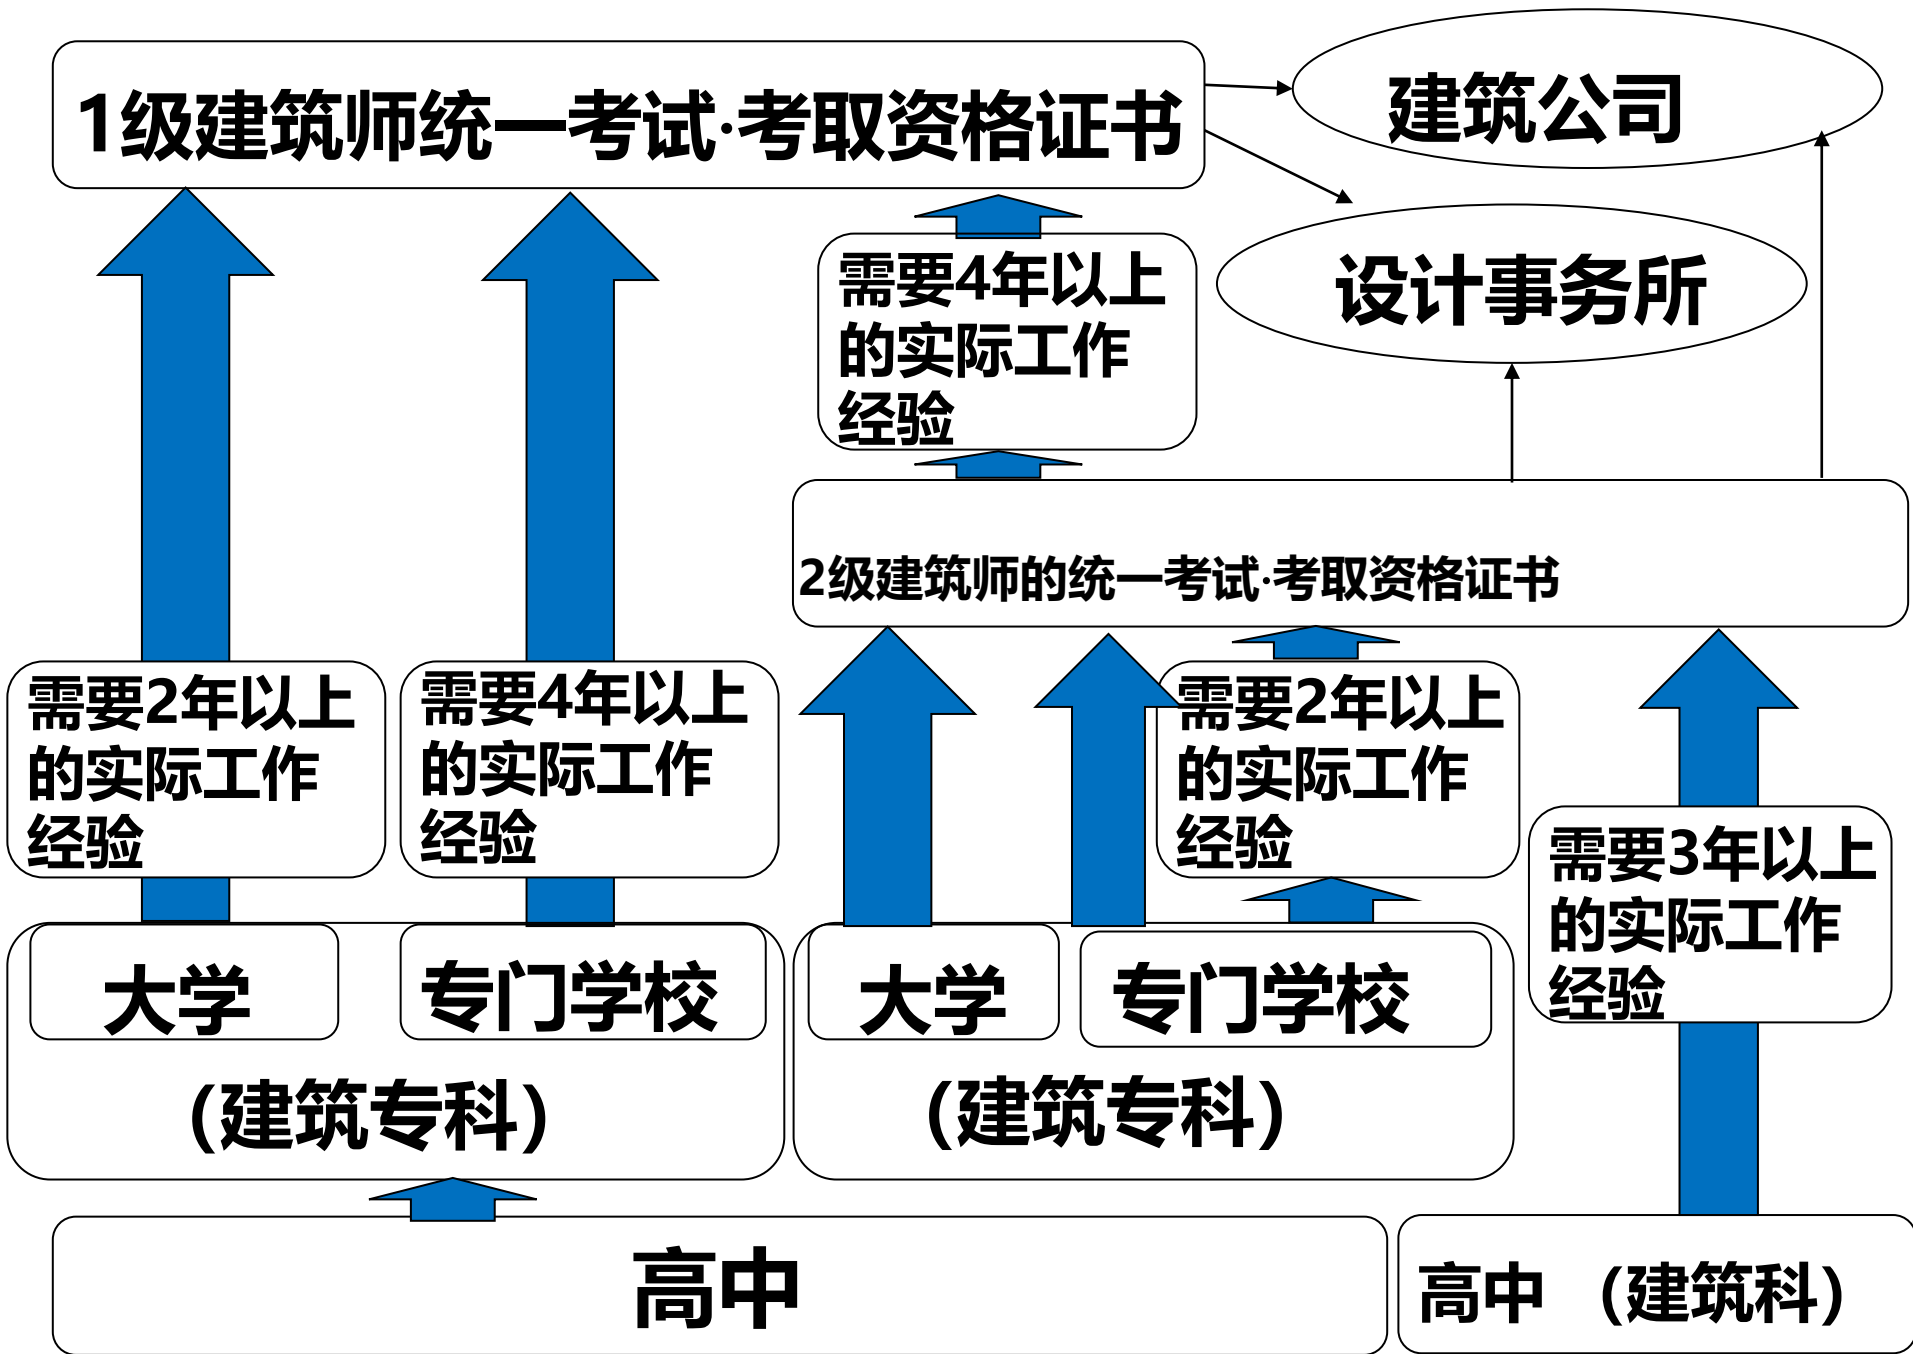 1级建筑师统一考试·考取资格证书
建筑公司
设计事务所
需要4年以上
的实际工作
经验
2级建筑师的统一考试·考取资格证书
需要2年以上
的实际工作
经验
需要4年以上
的实际工作
经验
需要2年以上
的实际工作
经验
需要3年以上
的实际工作
经验
大学
专门学校
（建筑专科）
大学
专门学校
（建筑专科）
高中
高中 （建筑科）